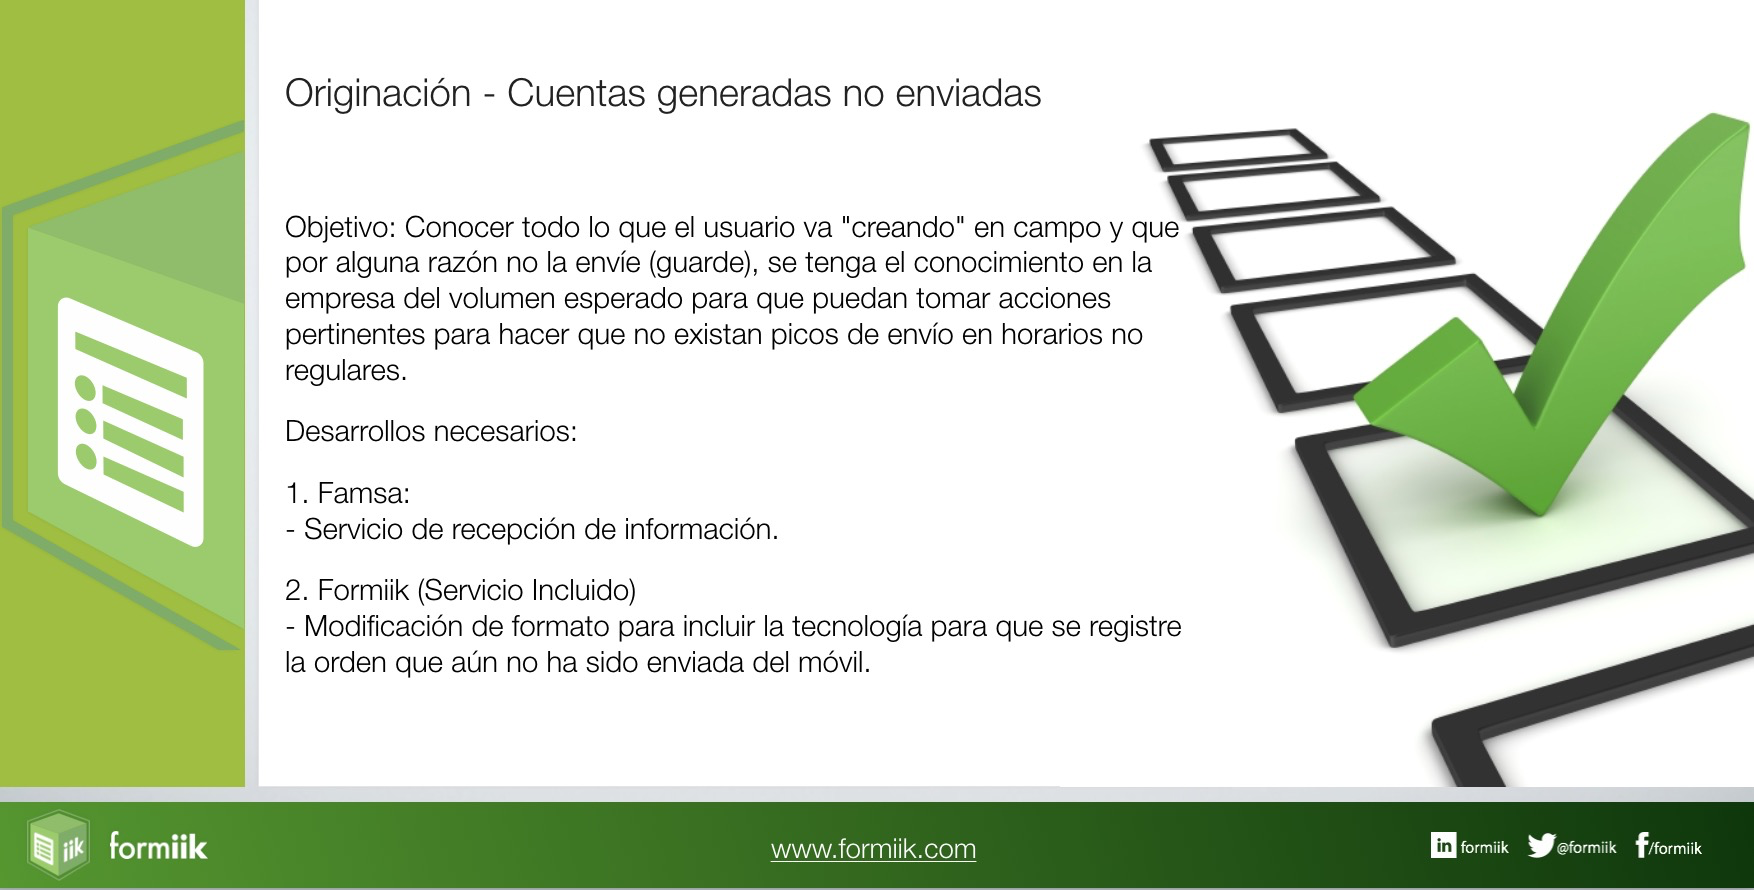 Originación - Cuentas generadas no enviadas
Objetivo: Conocer todo lo que el usuario va "creando" en campo y que
por alguna razón no la envíe (guarde), se tenga el conocimiento en la
empresa del volumen esperado para que puedan tomar acciones
pertinentes para hacer que no existan picos de envío en horarios no
regulares.
Desarrollos necesarios:
1. Famsa:
- Servicio de recepción de información.
2. Formiik (Servicio Incluido)
- Modificación de formato para incluir la tecnología para que se registre
la orden que aún no ha sido enviada del móvil.
iik formiik
www.formiik.com
in formiik @formiik f/formiik